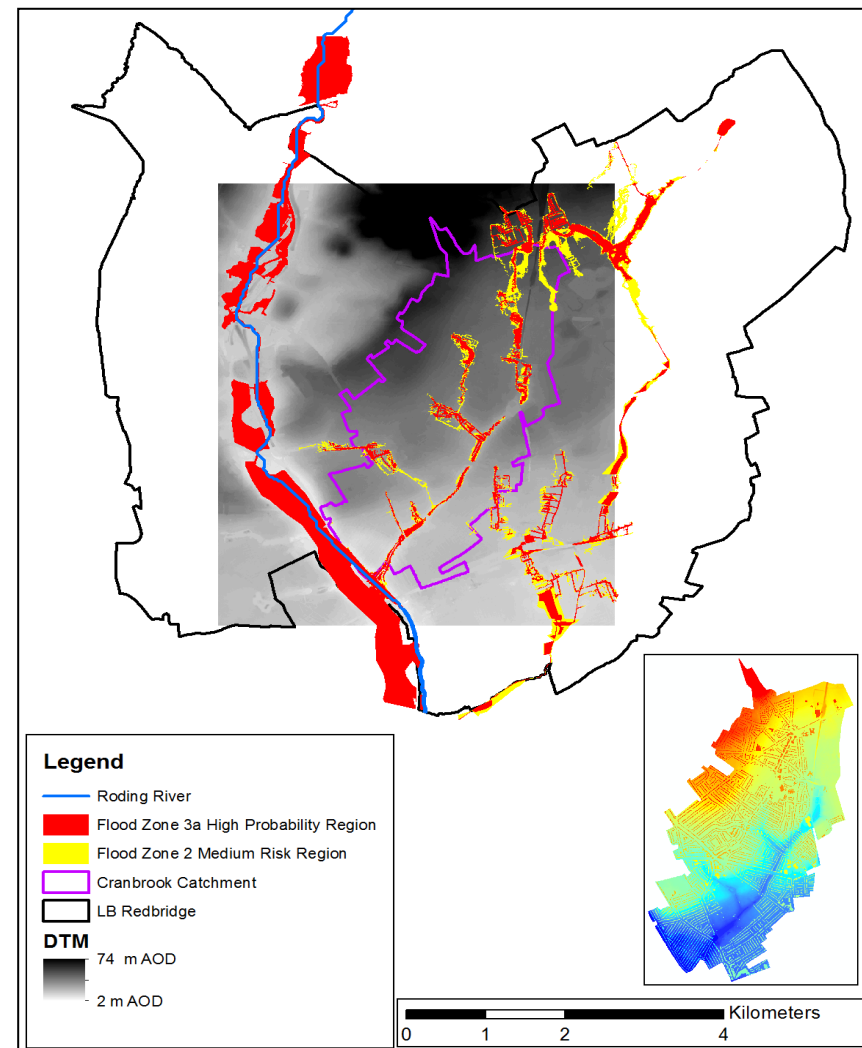 Legend
Roding River
Flood Zone 3a High Probability Region
Flood Zone 2 Medium Risk Region
Cranbrook Catchment
LB Redbridge
DTM
74 m AOD
2 m AOD
Kilometers
0 1 2 4